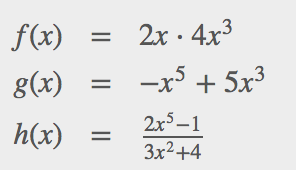 f(x) = 2x · 4x³
g(x) = −x⁵ + 5x³
h(x) = (2x⁵−1)/(3x²+4)